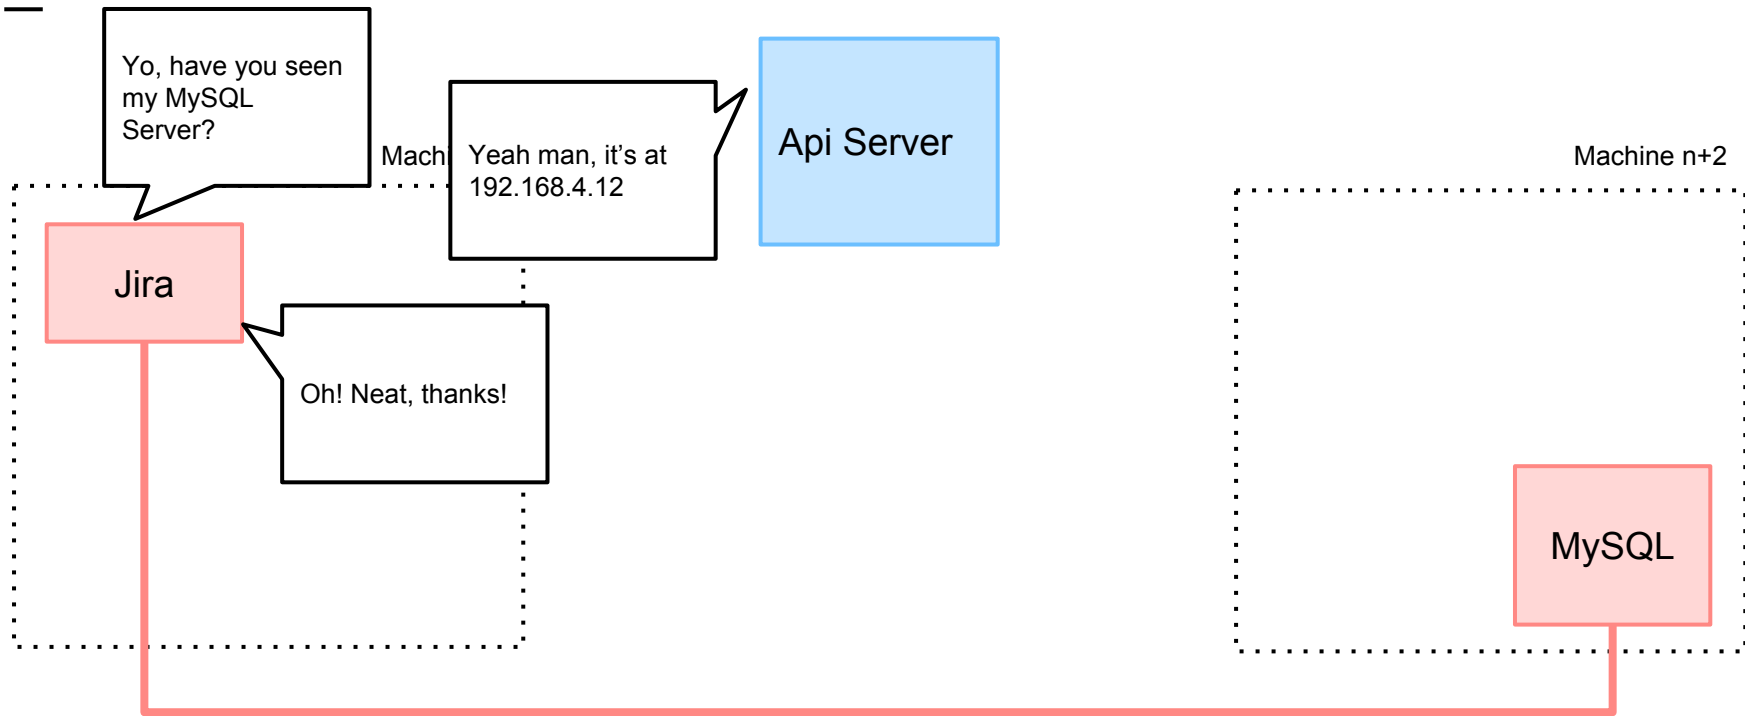 Yo, have you seen
my MySQL
Server?
Machi
Yeah man, it’s at
192.168.4.12
Api Server
Machine n+2
Jira
Oh! Neat, thanks!
MySQL